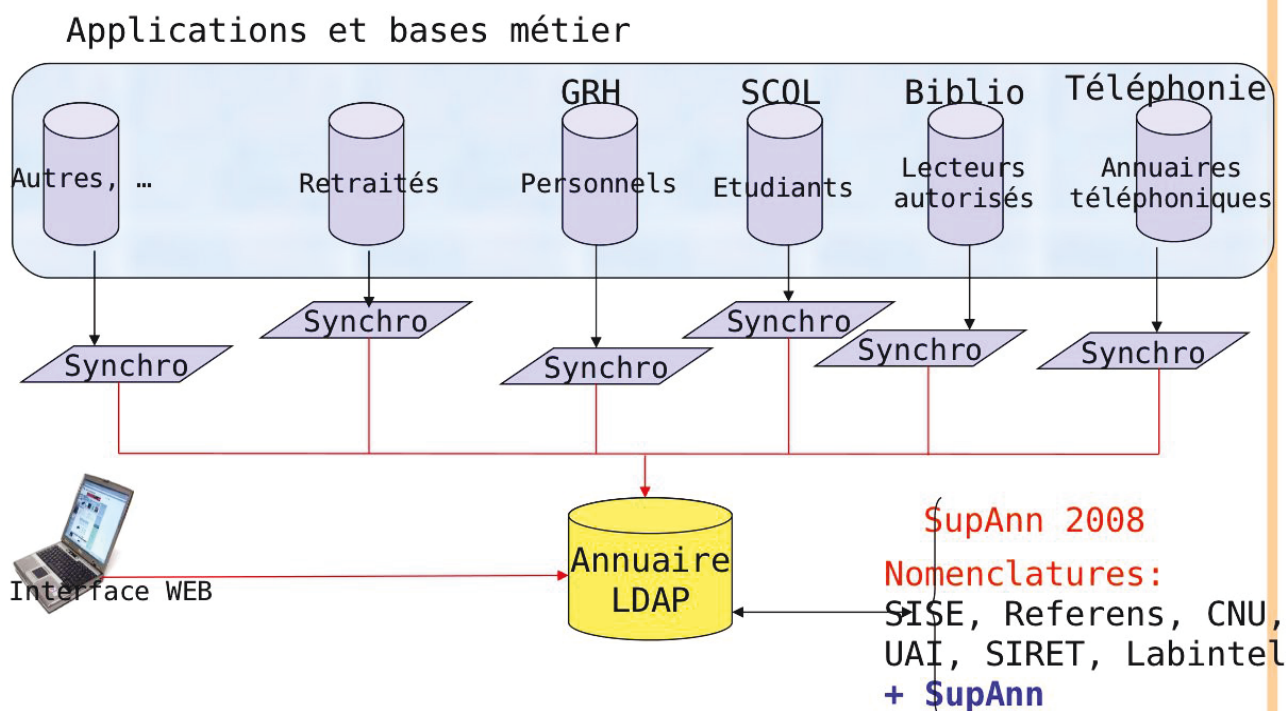 Applications et bases métier
GRH
SCOL
Biblio
Téléphonie
Autres, …
Retraités
Personnels
Etudiants
Lecteurs
autorisés
Annuaires
téléphoniques
Synchro
Synchro
Synchro
Synchro
Synchro
Synchro
Interface WEB
Annuaire
LDAP
SupAnn 2008
Nomenclatures:
SISE, Referens, CNU,
UAI, SIRET, Labintel
+ SupAnn